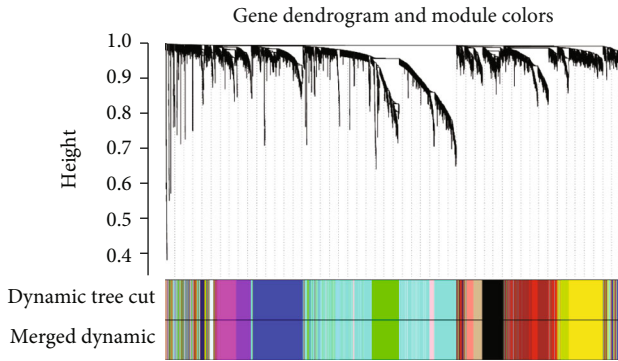 Gene dendrogram and module colors
1.0
0.9
0.8
0.7
0.6
0.5
0.4
Height
Dynamic tree cut
Merged dynamic